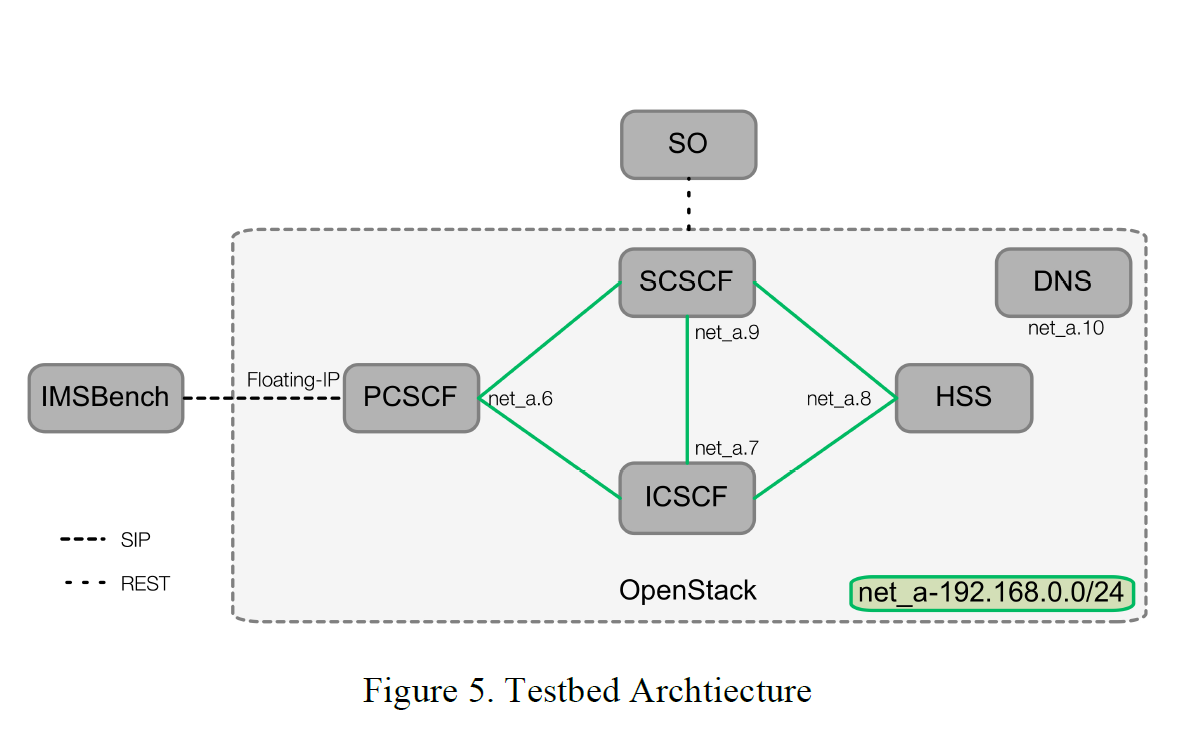 SO
SCSCF
DNS
net_a.10
net_a.9
IMSBench
Floating-IP
PCSCF
net_a.6
net_a.8
HSS
net_a.7
ICSCF
SIP
REST
OpenStack
net_a-192.168.0.0/24
Figure 5. Testbed Archtiecture